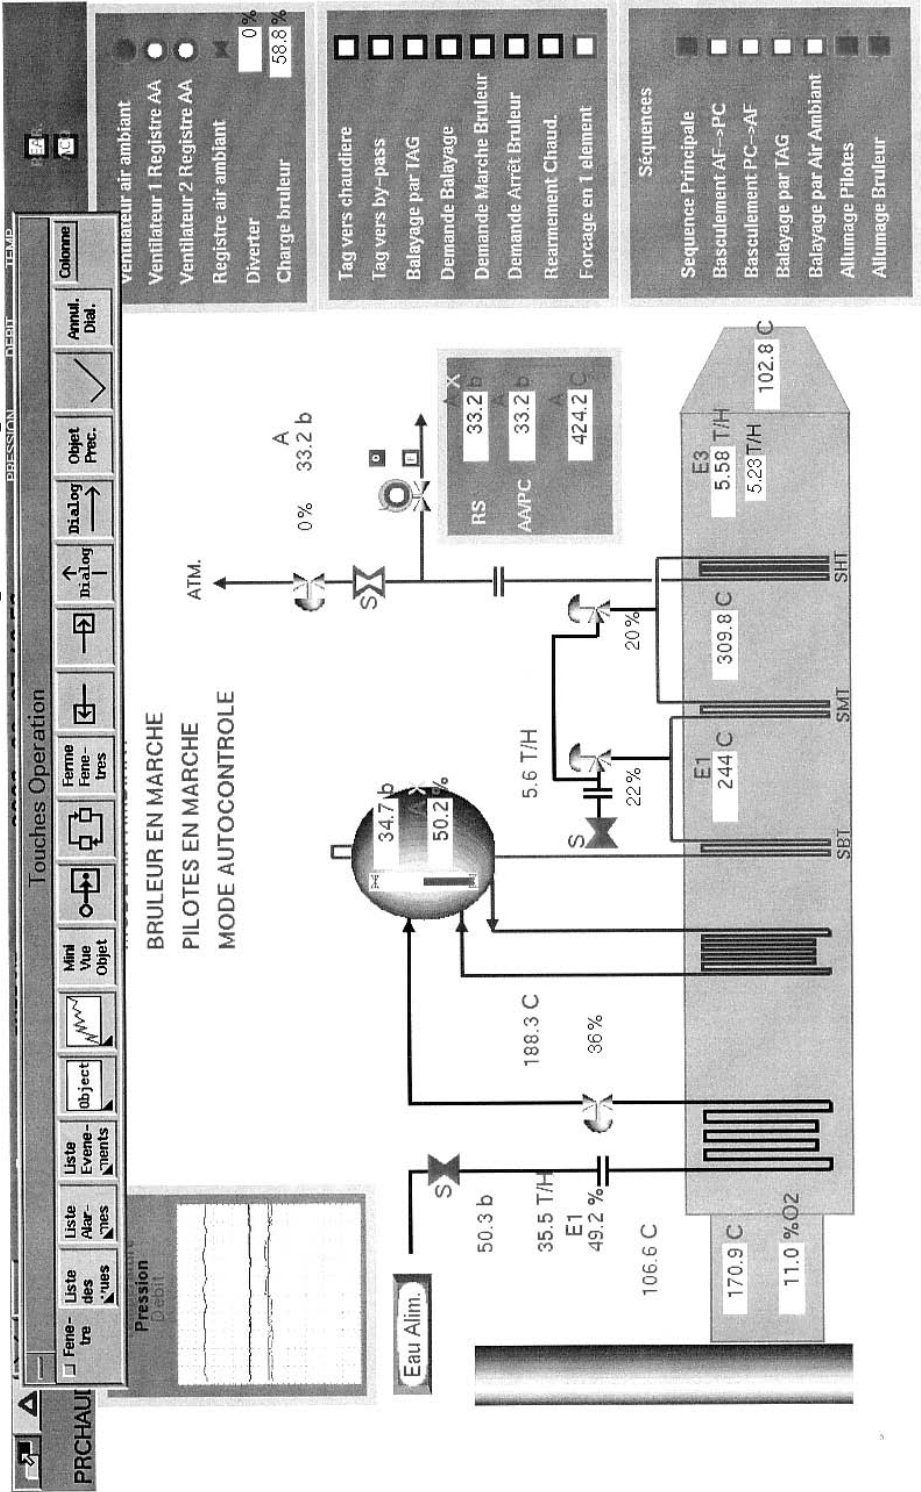 PRESSION DEBIT TEMP
Touches Operation
Fene-
tre
Liste
des
Vues
Liste
Alar-
mes
Liste
Evene-
ments
Object
Mini
Vue
Objet
Ferme
Fene-
tres
Dialog
Dialog
Objet
Prec.
Annul.
Dial.
Colonne
PRCHAUD
Pression
Debit
BRULEUR EN MARCHE
PILOTES EN MARCHE
MODE AUTOCONTROLE
Ventilateur air ambiant
Ventilateur 1 Registre AA
Ventilateur 2 Registre AA
Registre air ambiant
Diverter 0 %
Charge bruleur 58.8 %
Tag vers chaudiere
Tag vers by-pass
Balayage par TAG
Demande Balayage
Demande Marche Bruleur
Demande Arrêt Bruleur
Rearmement Chaud.
Forcage en 1 element
Séquences
Sequence Principale
Basculement AF->PC
Basculement PC->AF
Balayage par TAG
Balayage par Air Ambiant
Allumage Pilotes
Allumage Bruleur
ATM.
A
0% 33.2 b
S
A X
RS 33.2 b
A
AA/PC 33.2 b
A
424.2 C
34.7 b
X
50.2 %
5.6 T/H
S
22%
20%
188.3 C
36%
Eau Alim.
S
50.3 b
35.5 T/H
E1
49.2 %
106.6 C
170.9 C
11.0 %O2
E1
244 C
309.8 C
E3
5.58 T/H
5.23 T/H
102.8 C
SBT
SMT
SHT